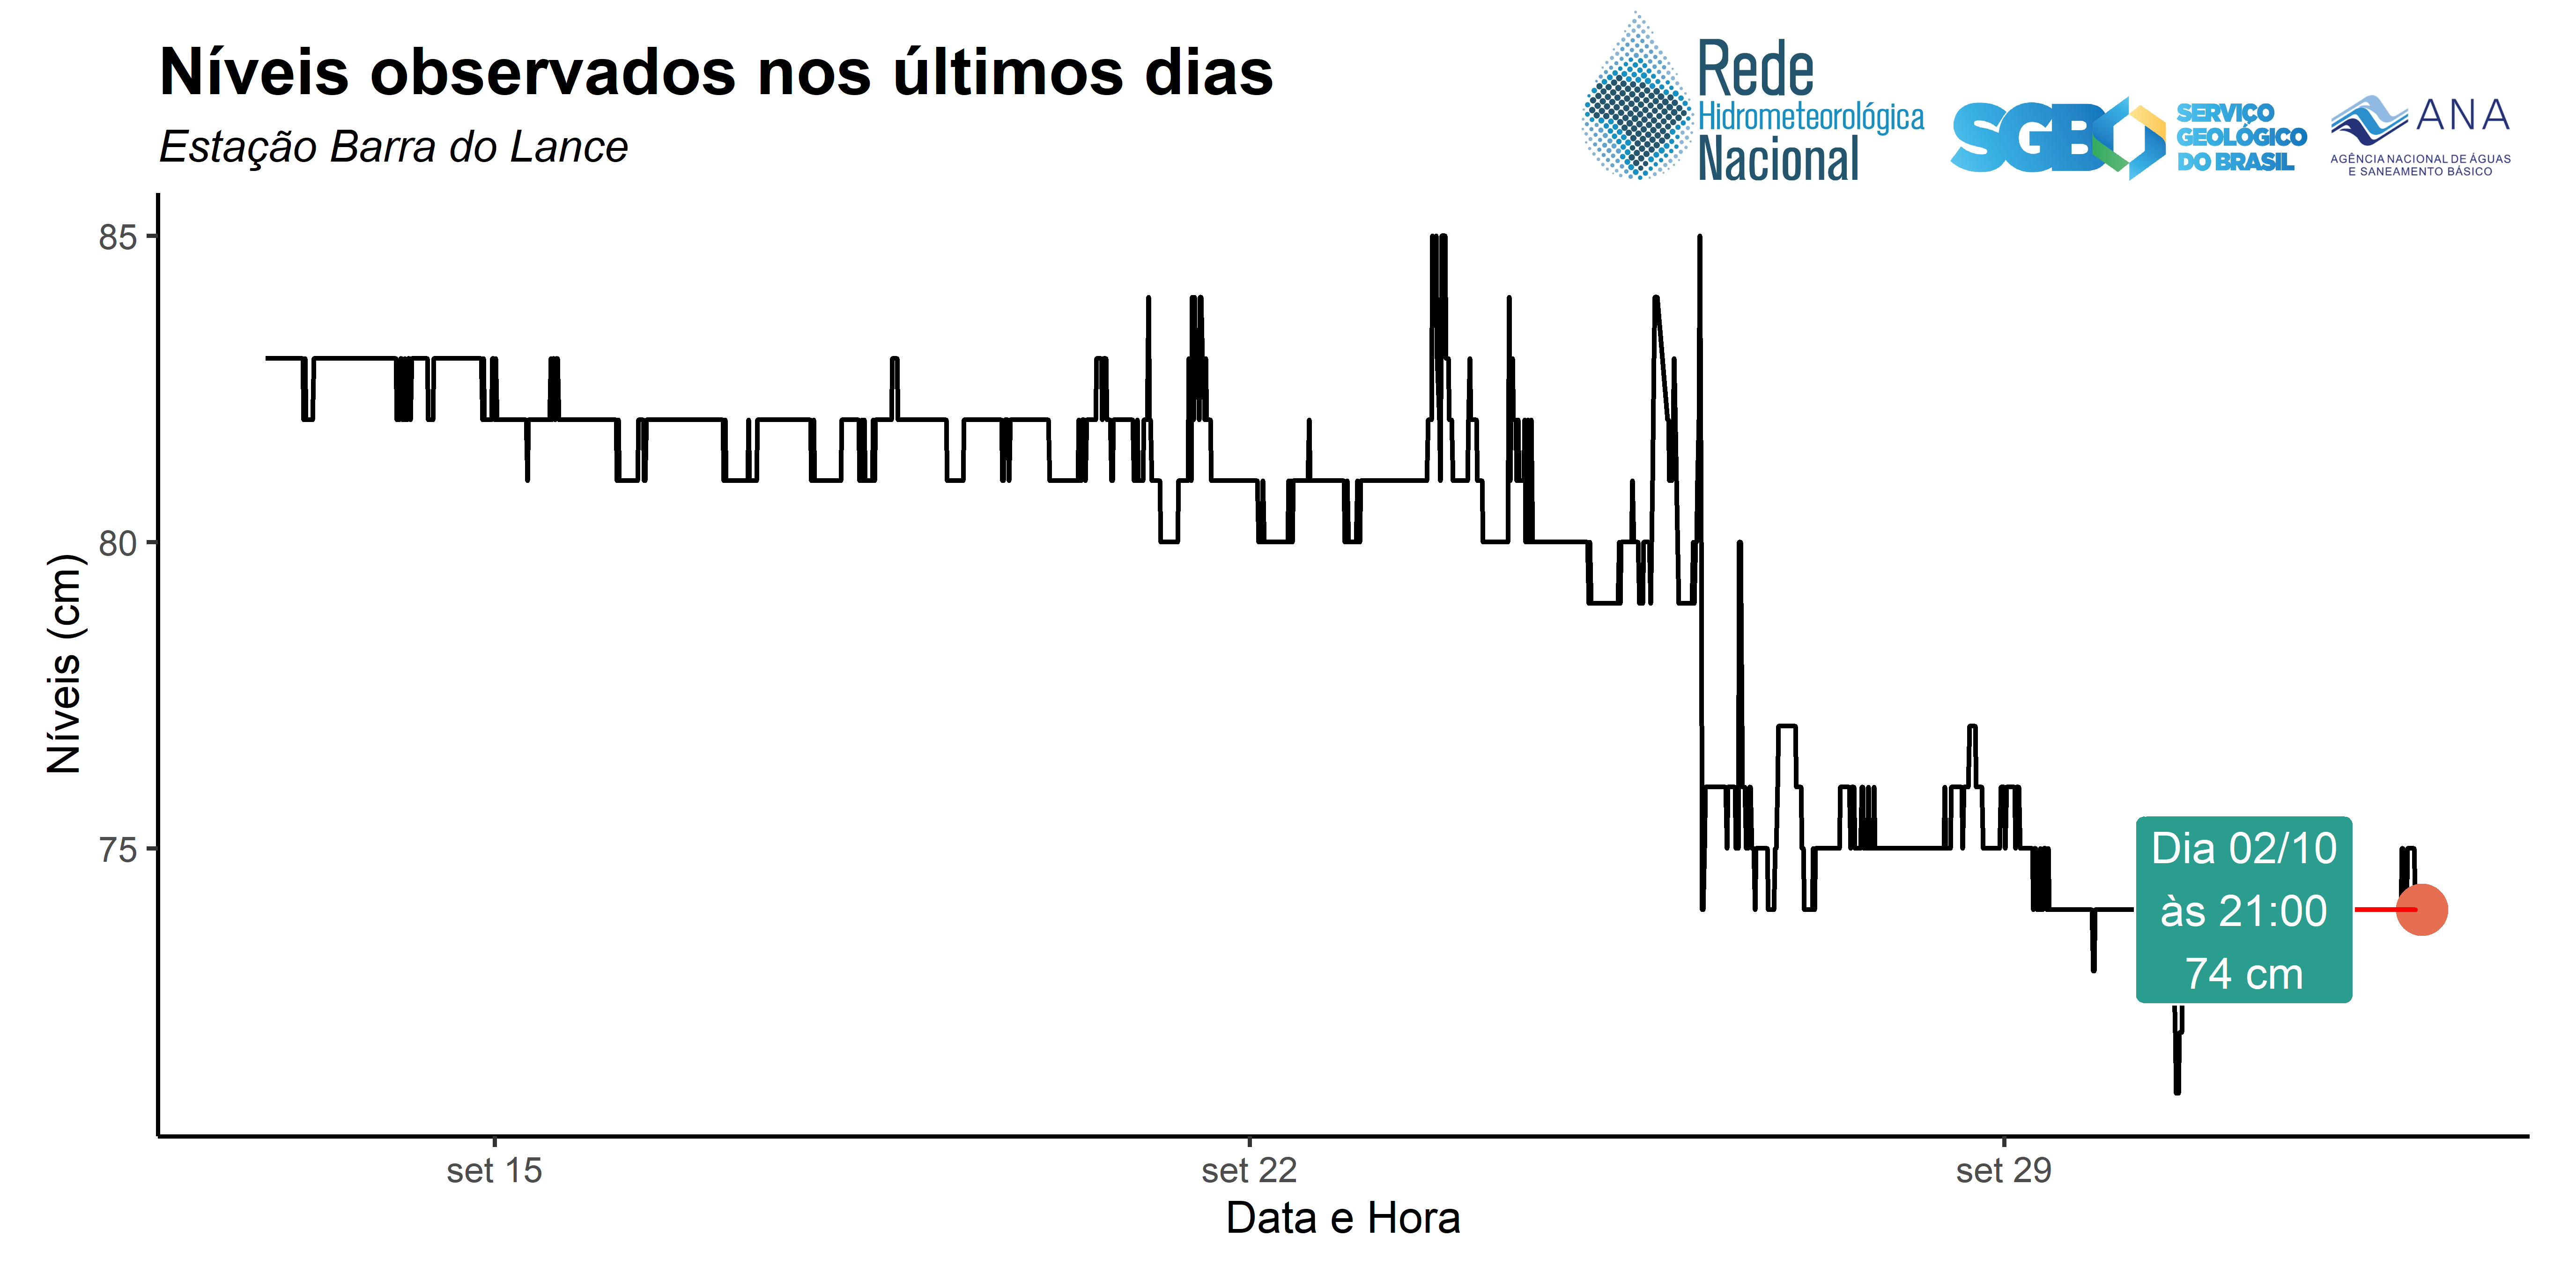 Níveis observados nos últimos dias
Estação Barra do Lance
Rede
Hidrometeorológica
Nacional
SGB
SERVIÇO
GEOLÓGICO
DO BRASIL
ANA
AGÊNCIA NACIONAL DE ÁGUAS
E SANEAMENTO BÁSICO
85
80
75
Níveis (cm)
Dia 02/10
às 21:00
74 cm
set 15
set 22
set 29
Data e Hora